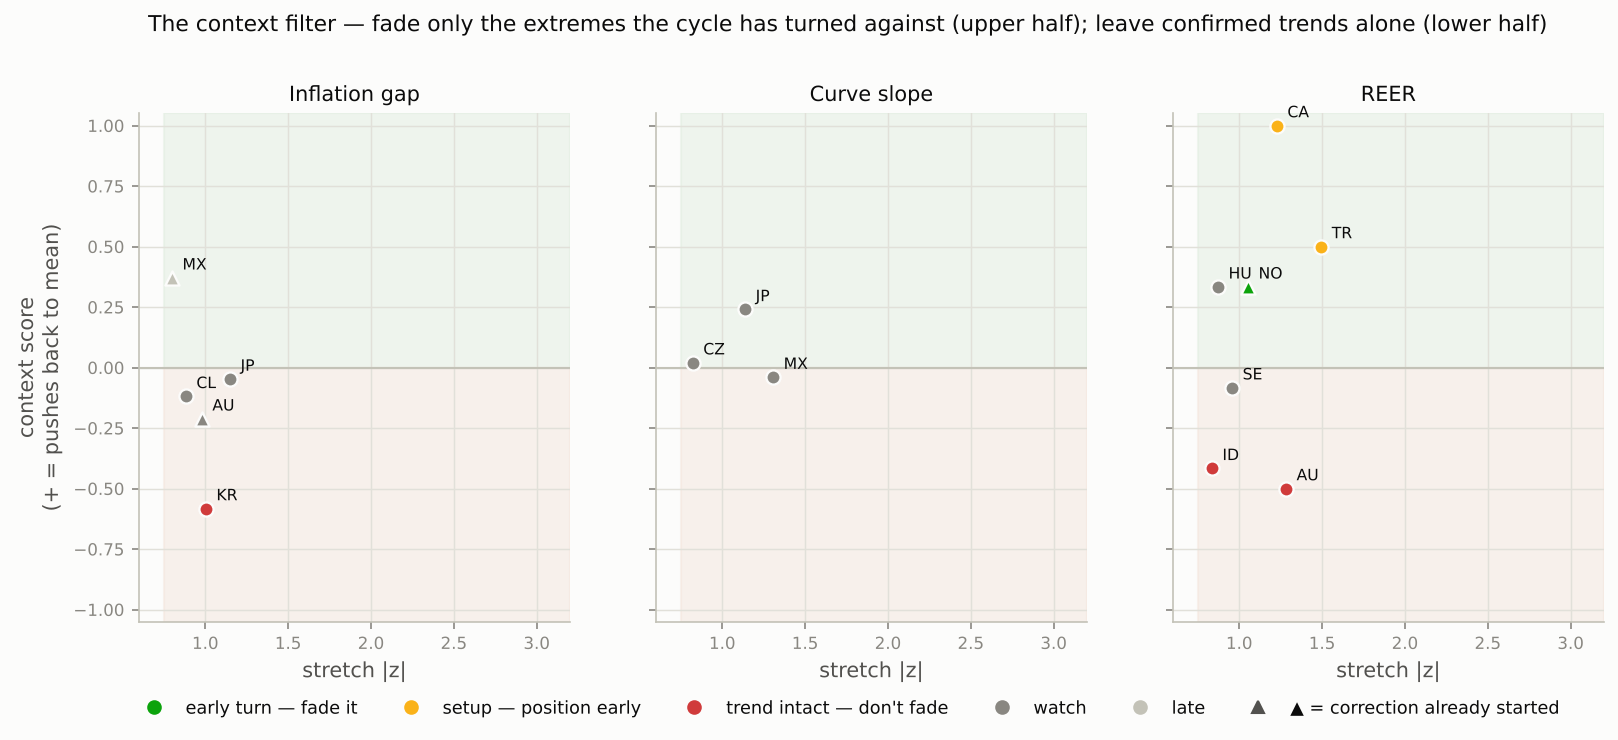 The context filter — fade only the extremes the cycle has turned against (upper half); leave confirmed trends alone (lower half)
Inflation gap
Curve slope
REER
context score
(+ = pushes back to mean)
1.00
0.75
0.50
0.25
0.00
−0.25
−0.50
−0.75
−1.00
MX
JP
CL
AU
KR
JP
CZ
MX
CA
TR
HU
NO
SE
ID
AU
1.0 1.5 2.0 2.5 3.0
1.0 1.5 2.0 2.5 3.0
1.0 1.5 2.0 2.5 3.0
stretch |z|
stretch |z|
stretch |z|
early turn — fade it
setup — position early
trend intact — don't fade
watch
late
▲ = correction already started